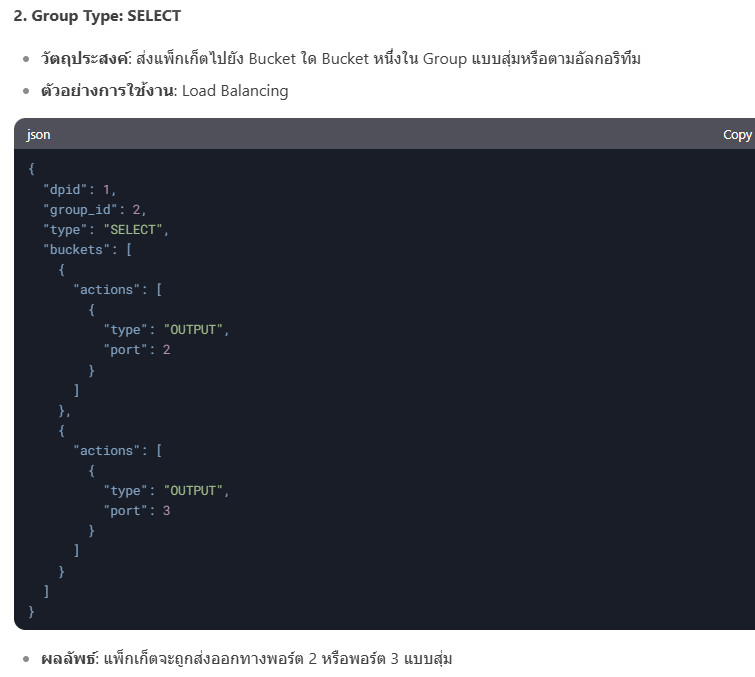 2. Group Type: SELECT
วัตถุประสงค์: ส่งแพ็กเก็ตไปยัง Bucket ใด Bucket หนึ่งใน Group แบบสุ่มหรือตามอัลกอริทึม
ตัวอย่างการใช้งาน: Load Balancing
json Copy
{
  "dpid": 1,
  "group_id": 2,
  "type": "SELECT",
  "buckets": [
    {
      "actions": [
        {
          "type": "OUTPUT",
          "port": 2
        }
      ]
    },
    {
      "actions": [
        {
          "type": "OUTPUT",
          "port": 3
        }
      ]
    }
  ]
}
ผลลัพธ์: แพ็กเก็ตจะถูกส่งออกทางพอร์ต 2 หรือพอร์ต 3 แบบสุ่ม